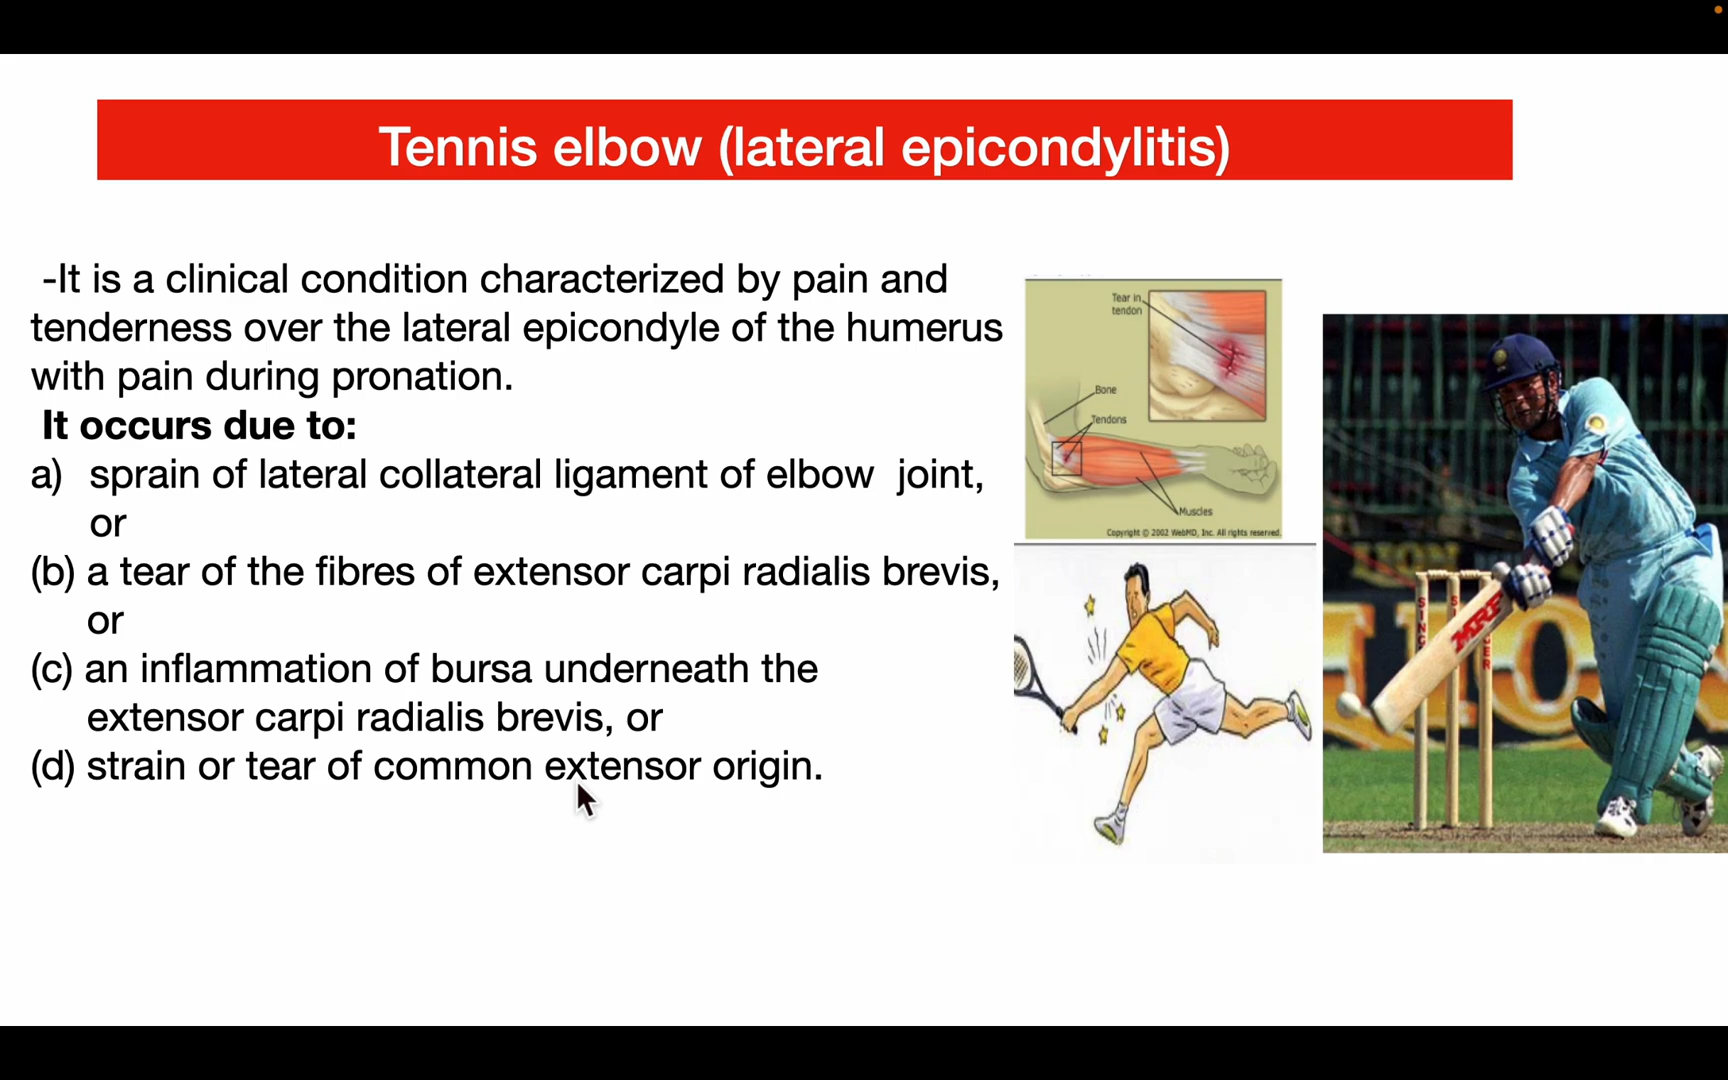 Tennis elbow (lateral epicondylitis)
-It is a clinical condition characterized by pain and
tenderness over the lateral epicondyle of the humerus
with pain during pronation.
It occurs due to:
a) sprain of lateral collateral ligament of elbow joint,
or
(b) a tear of the fibres of extensor carpi radialis brevis,
or
(c) an inflammation of bursa underneath the
extensor carpi radialis brevis, or
(d) strain or tear of common extensor origin.
Tear in
tendon
Bone
Tendons
Muscles
Copyright © 2002 WebMD, Inc. All rights reserved.
MRF